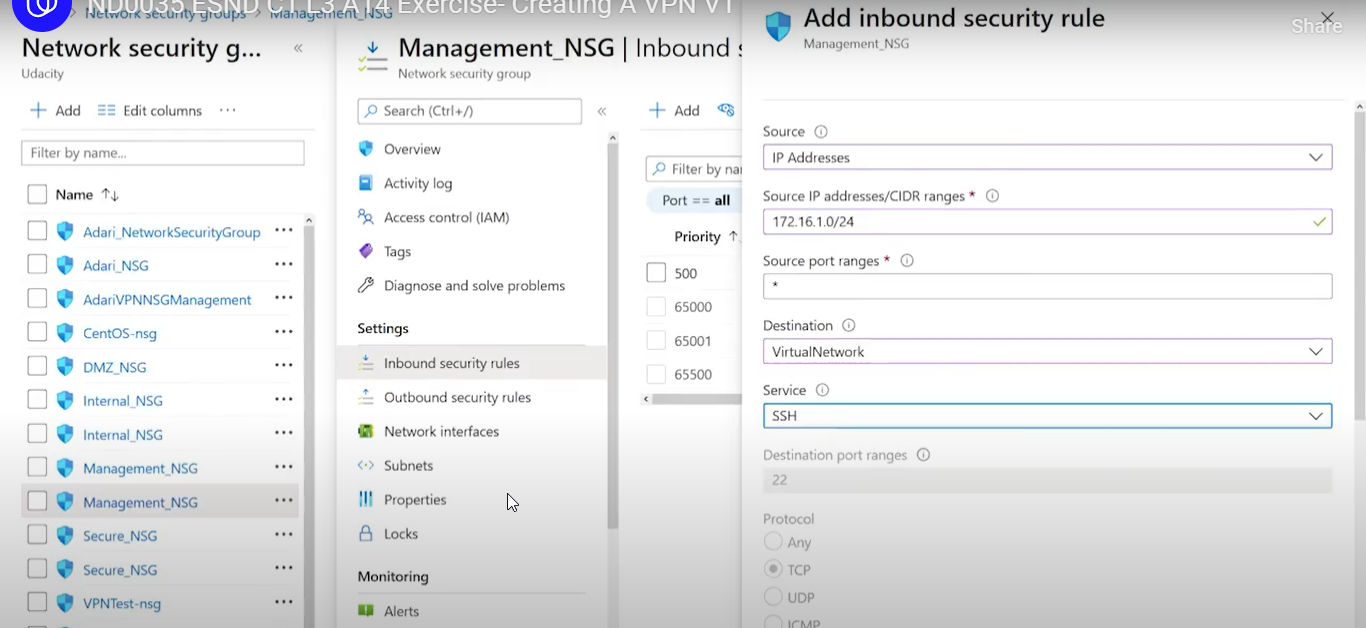 ND0035 ESND C1 L3 A14 Exercise- Creating A VPN V1
Network security groups > Management_NSG
Share
Network security g... «
Udacity
+ Add Edit columns ...
Filter by name...
Name ↑↓
Adari_NetworkSecurityGroup ...
Adari_NSG ...
AdariVPNNSGManagement ...
CentOS-nsg ...
DMZ_NSG ...
Internal_NSG ...
Internal_NSG ...
Management_NSG ...
Management_NSG ...
Secure_NSG ...
Secure_NSG ...
VPNTest-nsg ...
Management_NSG | Inbound
Network security group
Search (Ctrl+/) «
Overview
Activity log
Access control (IAM)
Tags
Diagnose and solve problems
Settings
Inbound security rules
Outbound security rules
Network interfaces
Subnets
Properties
Locks
Monitoring
Alerts
+ Add
Filter by na
Port == all
Priority ↑
500
65000
65001
65500
Add inbound security rule
Management_NSG
Source
IP Addresses
Source IP addresses/CIDR ranges *
172.16.1.0/24
Source port ranges *
*
Destination
VirtualNetwork
Service
SSH
Destination port ranges
22
Protocol
Any
TCP
UDP
ICMP